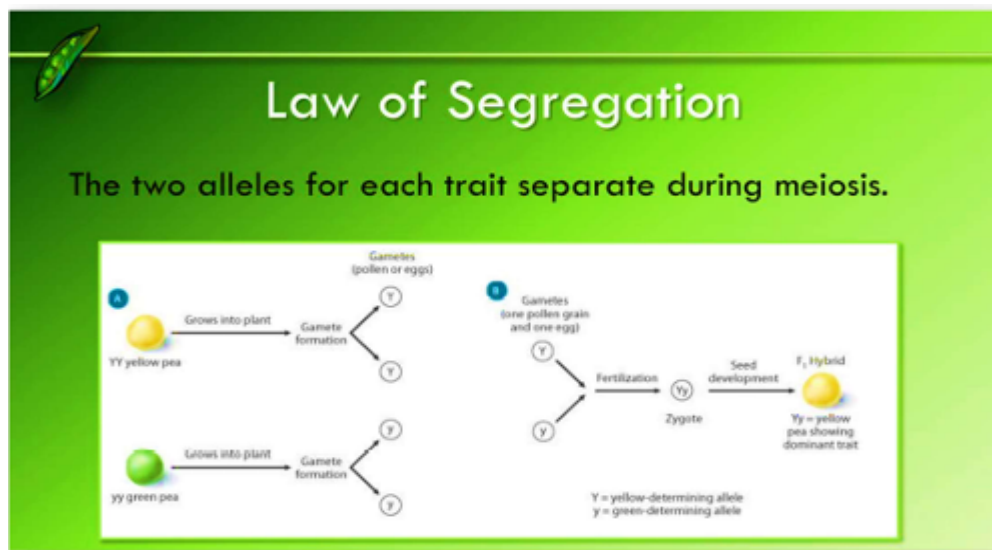 Law of Segregation
The two alleles for each trait separate during meiosis.
A
Gametes
(pollen or eggs)
YY yellow pea
Grows into plant
Gamete
formation
Y
Y
yy green pea
Grows into plant
Gamete
formation
y
y
B
Gametes
(one pollen grain
and one egg)
Y
y
Fertilization
Yy
Zygote
Seed
development
F1 Hybrid
Yy = yellow
pea showing
dominant trait
Y = yellow-determining allele
y = green-determining allele